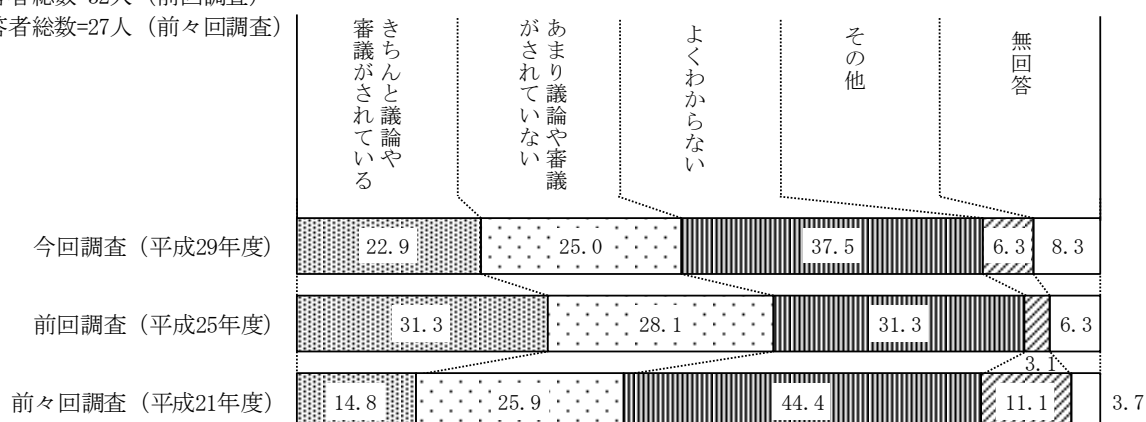 答者総数=27人（前々回調査）
きちんと議論や
審議がされている
あまり議論や審議
がされていない
よくわからない
その他
無回答
今回調査（平成29年度）
22.9
25.0
37.5
6.3
8.3
前回調査（平成25年度）
31.3
28.1
31.3
3.1
6.3
前々回調査（平成21年度）
14.8
25.9
44.4
11.1
3.7